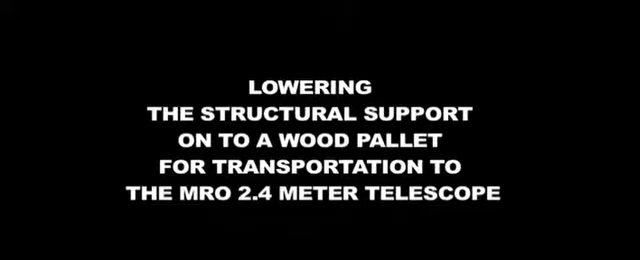 LOWERING
THE STRUCTURAL SUPPORT
ON TO A WOOD PALLET
FOR TRANSPORTATION TO
THE MRO 2.4 METER TELESCOPE